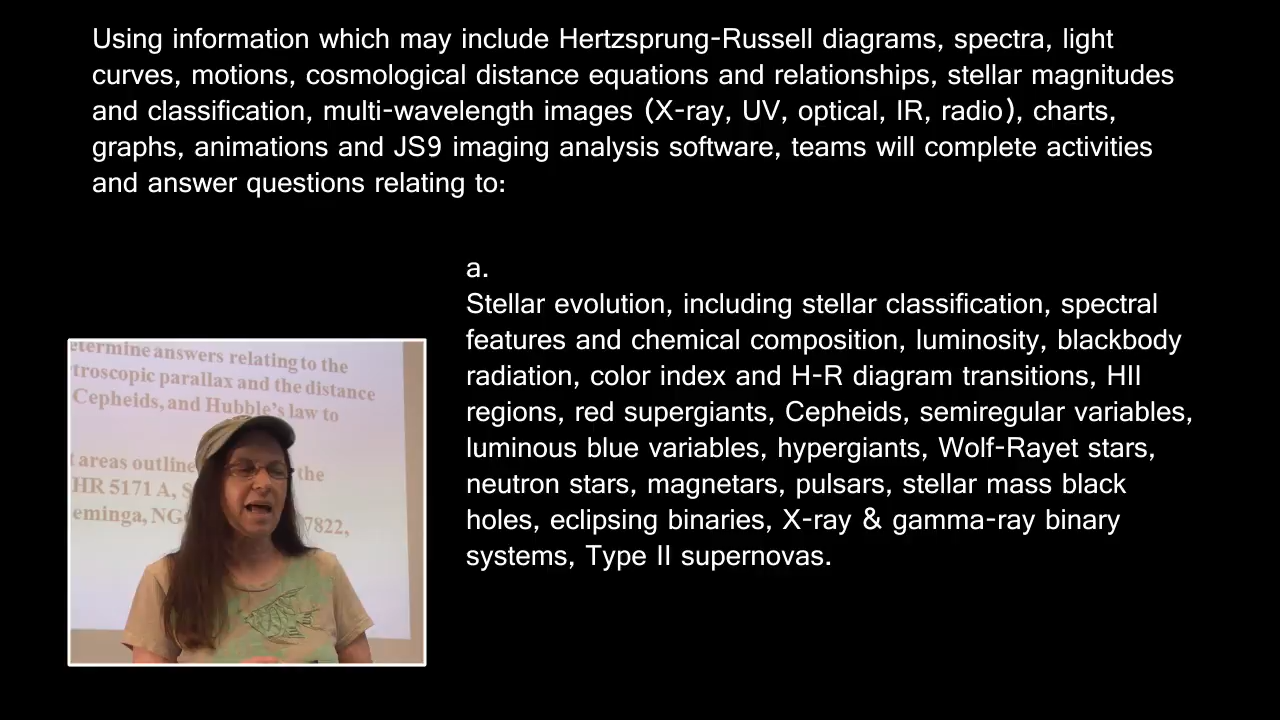 Using information which may include Hertzsprung-Russell diagrams, spectra, light
curves, motions, cosmological distance equations and relationships, stellar magnitudes
and classification, multi-wavelength images (X-ray, UV, optical, IR, radio), charts,
graphs, animations and JS9 imaging analysis software, teams will complete activities
and answer questions relating to:
a.
Stellar evolution, including stellar classification, spectral
features and chemical composition, luminosity, blackbody
radiation, color index and H-R diagram transitions, HII
regions, red supergiants, Cepheids, semiregular variables,
luminous blue variables, hypergiants, Wolf-Rayet stars,
neutron stars, magnetars, pulsars, stellar mass black
holes, eclipsing binaries, X-ray & gamma-ray binary
systems, Type II supernovas.
etermine answers relating to the
troscopic parallax and the distance
Cepheids, and Hubble's law to
t areas outline the
HR 5171 A, S
eminga, NG 7822,